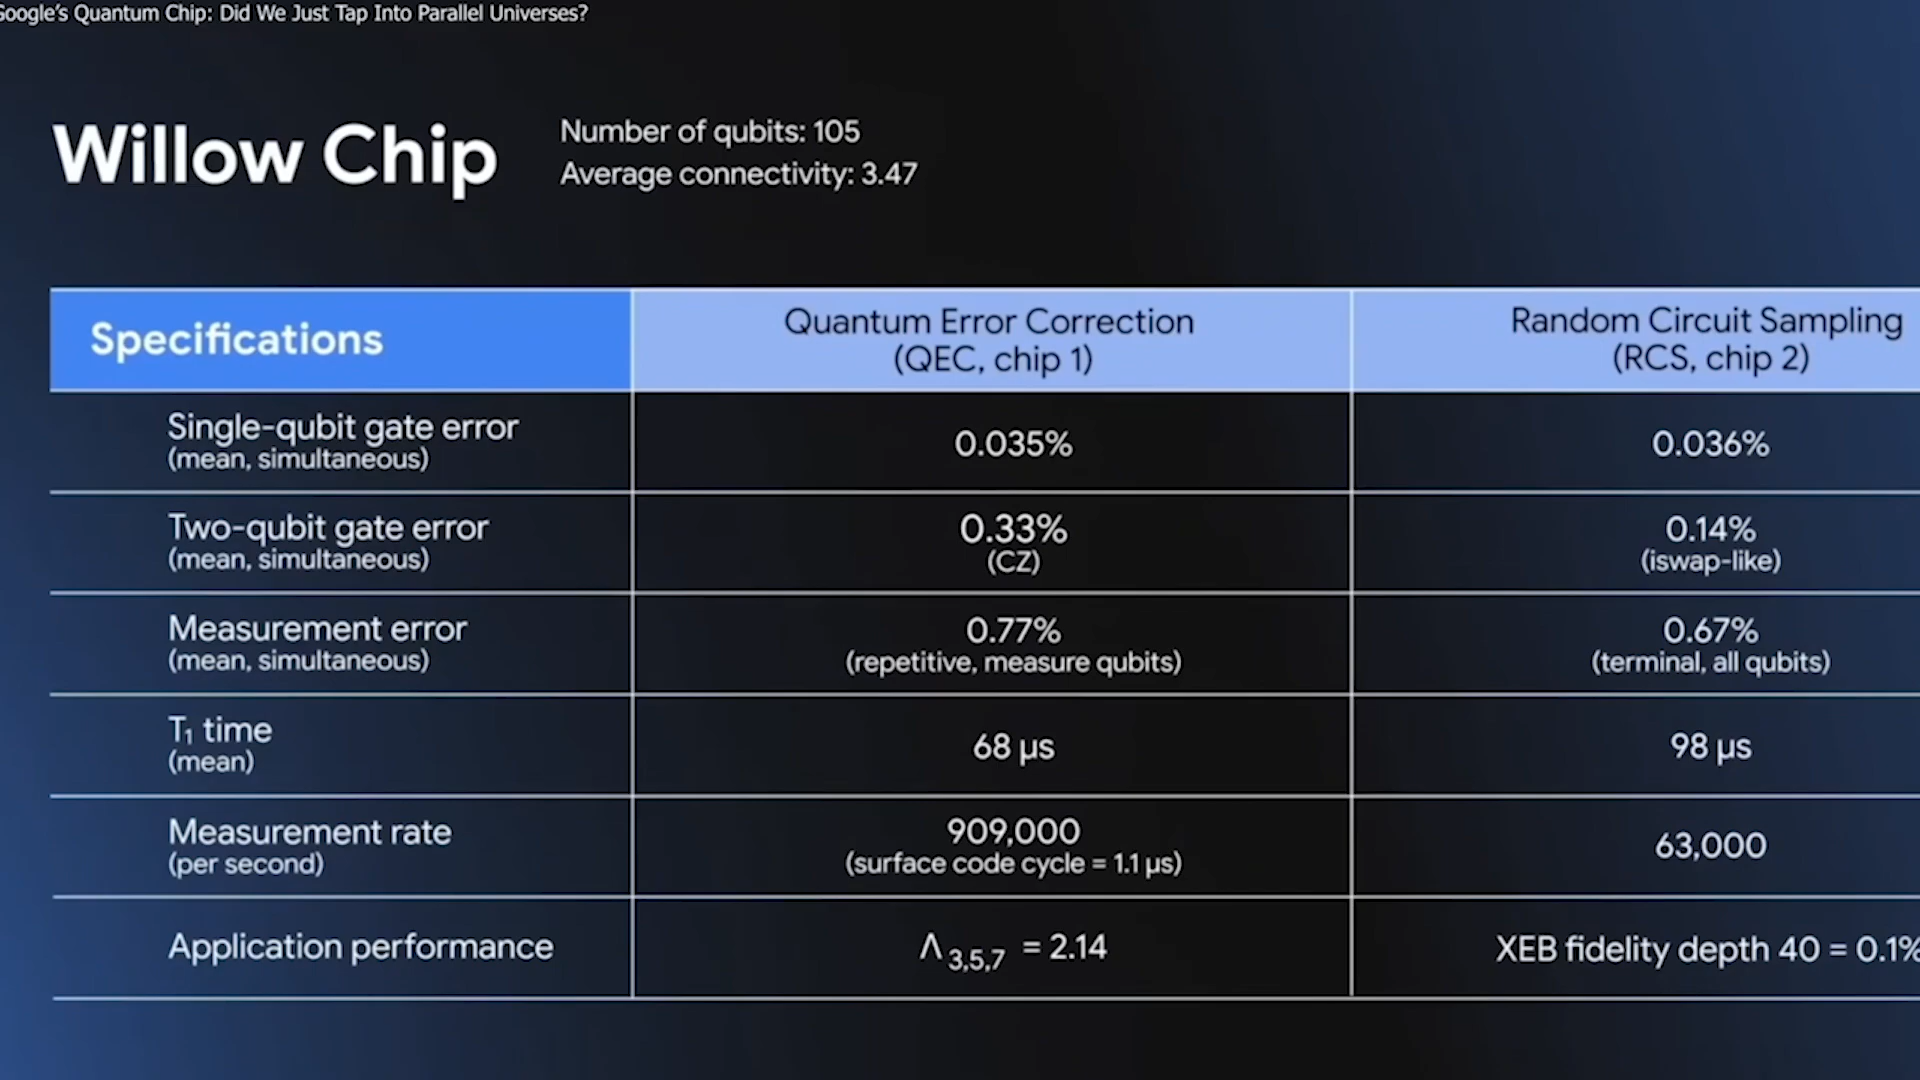 Google's Quantum Chip: Did We Just Tap Into Parallel Universes?
Willow Chip
Number of qubits: 105
Average connectivity: 3.47
Specifications
Quantum Error Correction
(QEC, chip 1)
Random Circuit Sampling
(RCS, chip 2)
Single-qubit gate error
(mean, simultaneous)
0.035%
0.036%
Two-qubit gate error
(mean, simultaneous)
0.33%
(CZ)
0.14%
(iswap-like)
Measurement error
(mean, simultaneous)
0.77%
(repetitive, measure qubits)
0.67%
(terminal, all qubits)
T₁ time
(mean)
68 µs
98 µs
Measurement rate
(per second)
909,000
(surface code cycle = 1.1 µs)
63,000
Application performance
Λ3,5,7 = 2.14
XEB fidelity depth 40 = 0.1%